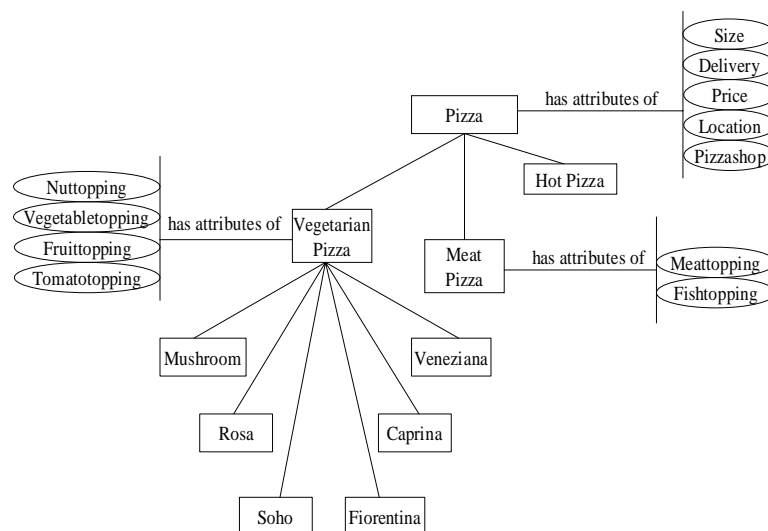 Size
Delivery
has attributes of
Price
Pizza
Location
Pizzashop
Hot Pizza
Nuttopping
Vegetabletopping
has attributes of
Vegetarian
Pizza
Fruittopping
Tomatotopping
Meat
Pizza
has attributes of
Meattopping
Fishtopping
Mushroom
Veneziana
Rosa
Caprina
Soho
Fiorentina